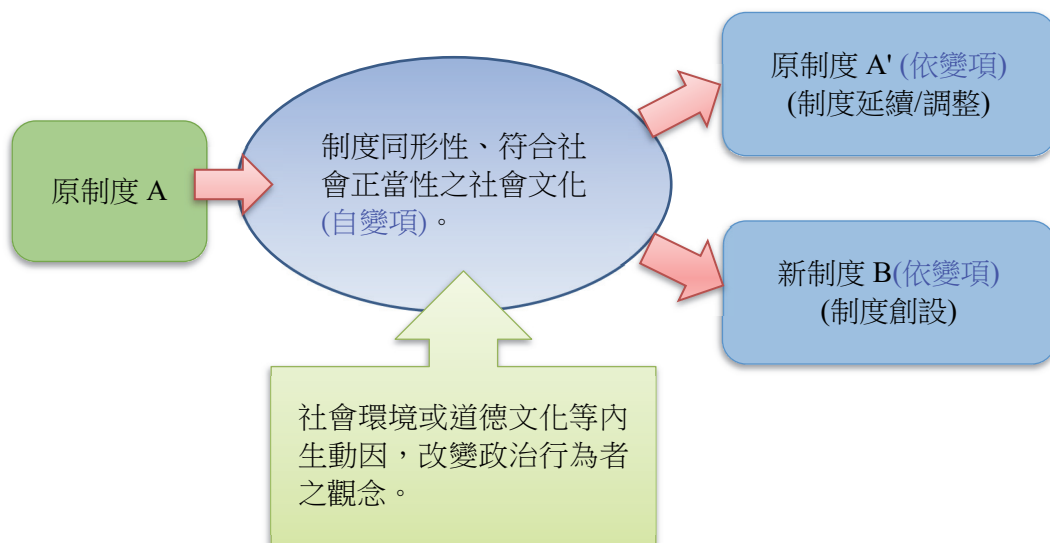 原制度 A
制度同形性、符合社
會正當性之社會文化
(自變項)。
原制度 A' (依變項)
(制度延續/調整)
新制度 B(依變項)
(制度創設)
社會環境或道德文化等內
生動因，改變政治行為者
之觀念。